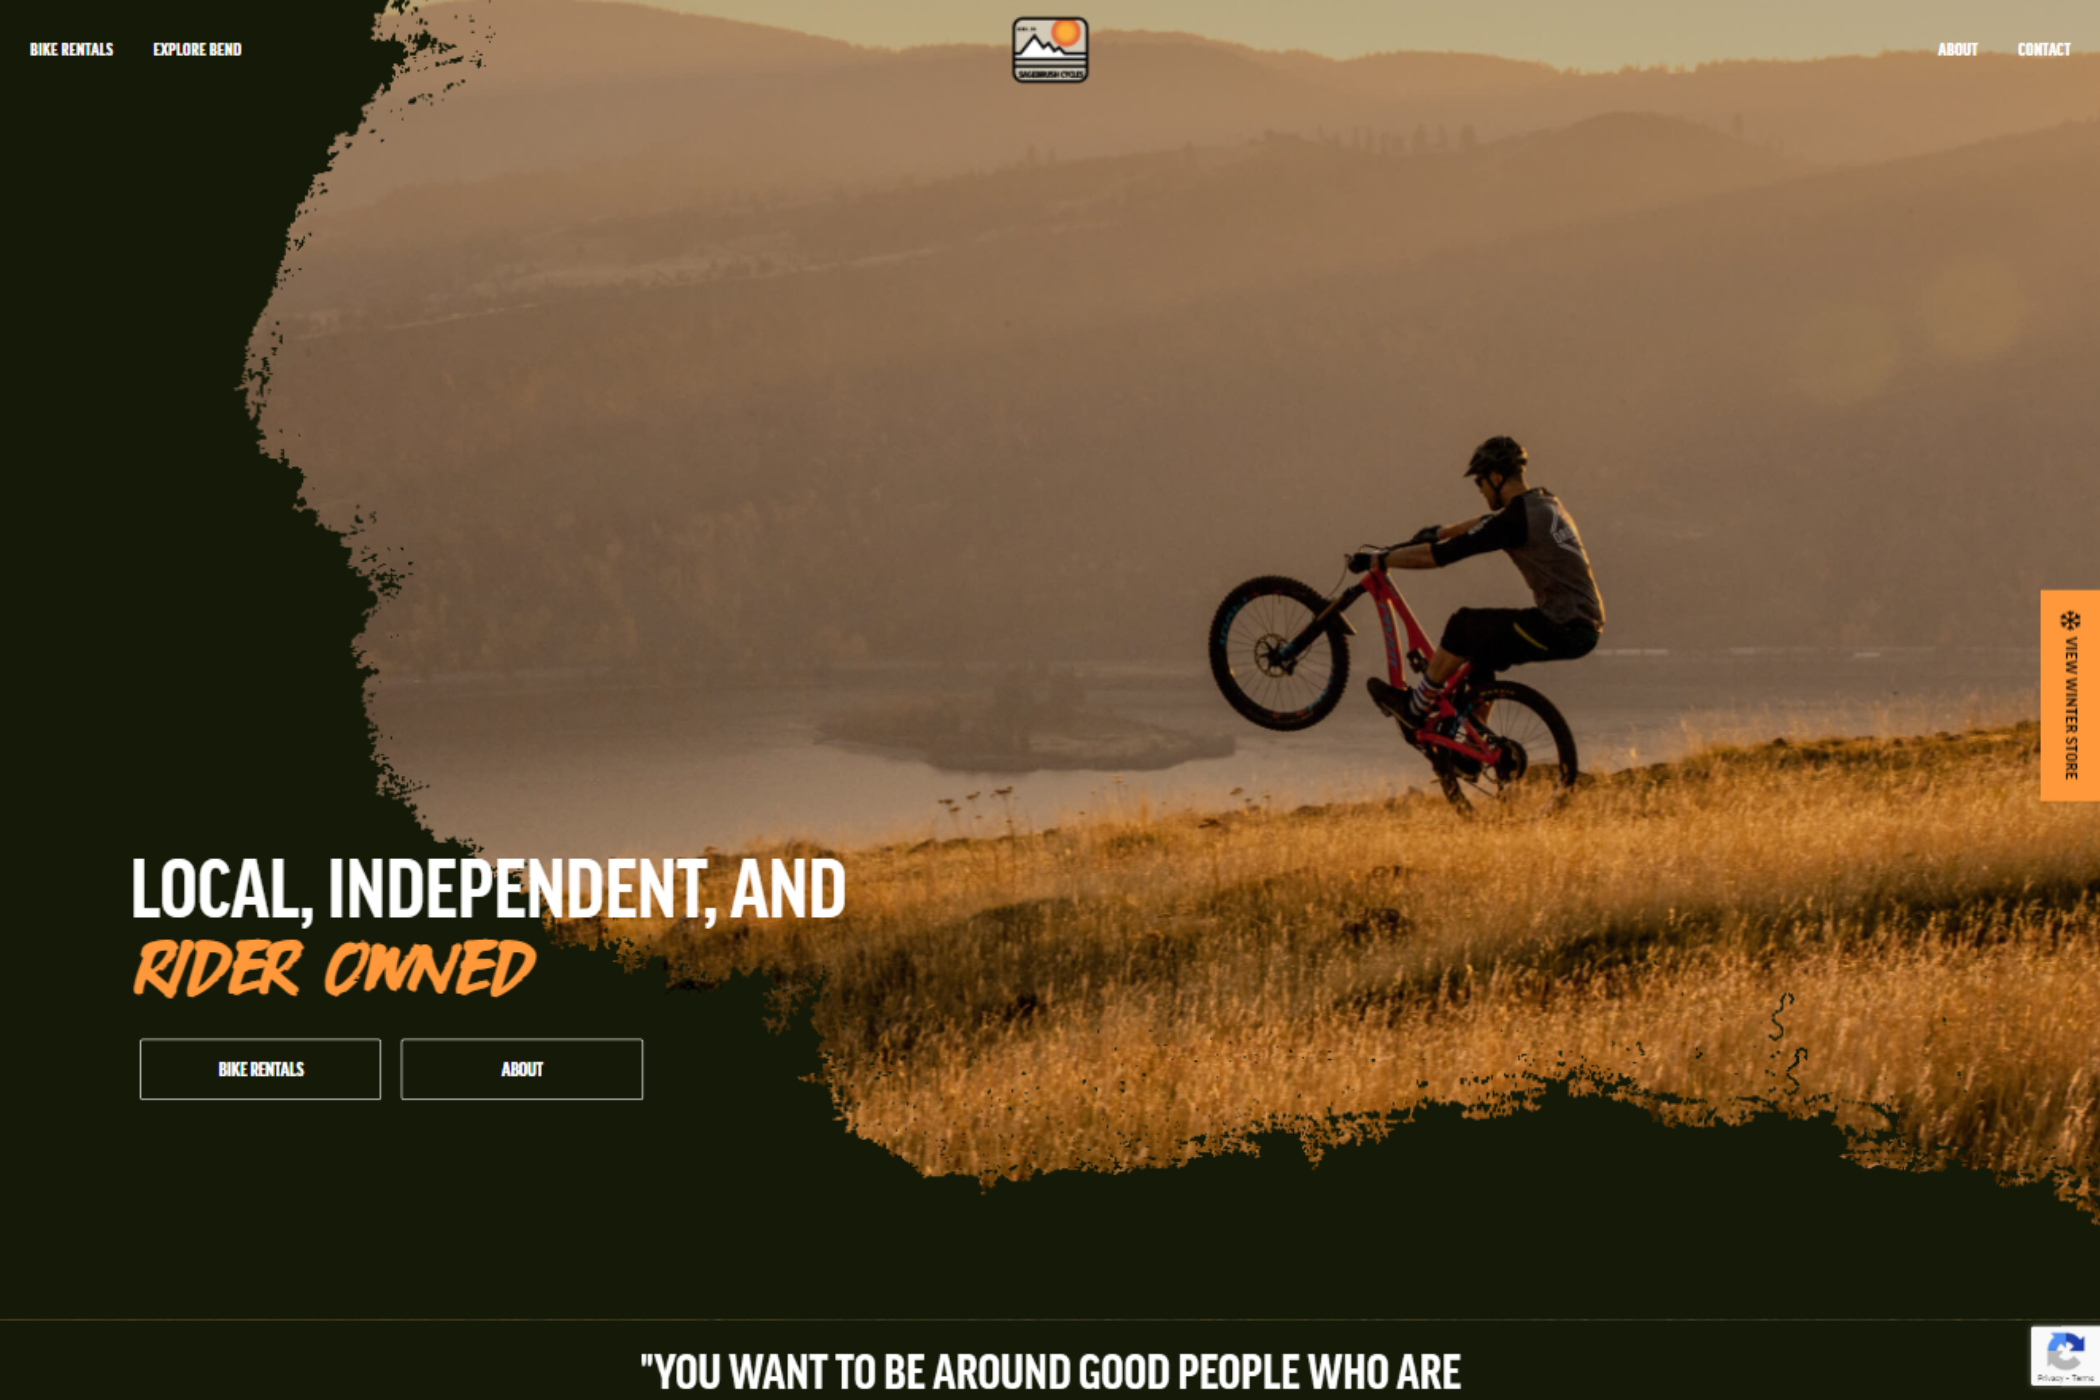 BIKE RENTALS
EXPLORE BEND
SAGEBRUSH CYCLES
ABOUT
CONTACT
VIEW WINTER STORE
LOCAL, INDEPENDENT, AND
RIDER OWNED
BIKE RENTALS
ABOUT
"YOU WANT TO BE AROUND GOOD PEOPLE WHO ARE
Privacy - Terms